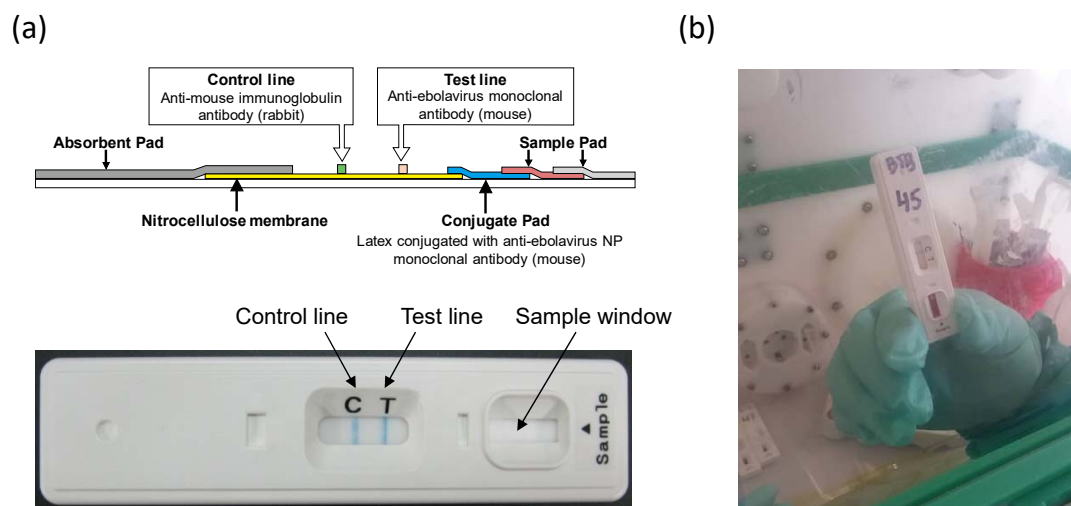 (a)
(b)
Control line
Anti-mouse immunoglobulin
antibody (rabbit)
Test line
Anti-ebolavirus monoclonal
antibody (mouse)
Absorbent Pad
Sample Pad
Nitrocellulose membrane
Conjugate Pad
Latex conjugated with anti-ebolavirus NP
monoclonal antibody (mouse)
Control line
Test line
Sample window
C T
Sample
45
C T